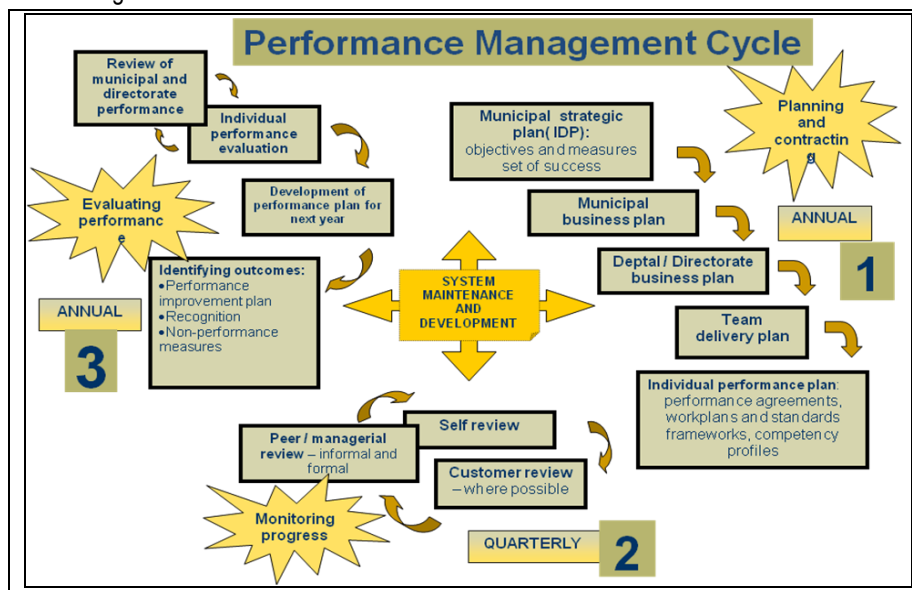 Performance Management Cycle
Review of
municipal and
directorate
performance
Individual
performance
evaluation
Development of
performance plan for
next year
Evaluating
performanc
e
Identifying outcomes:
•Performance
improvement plan
•Recognition
•Non-performance
measures
ANNUAL
3
SYSTEM
MAINTENANCE
AND
DEVELOPMENT
Municipal strategic
plan( IDP):
objectives and measures
set of success
Planning
and
contractin
g
Municipal
business plan
ANNUAL
1
Deptal / Directorate
business plan
Team
delivery plan
Individual performance plan:
performance agreements,
workplans and standards
frameworks, competency
profiles
Self review
Peer / managerial
review – informal and
formal
Customer review
– where possible
Monitoring
progress
QUARTERLY
2